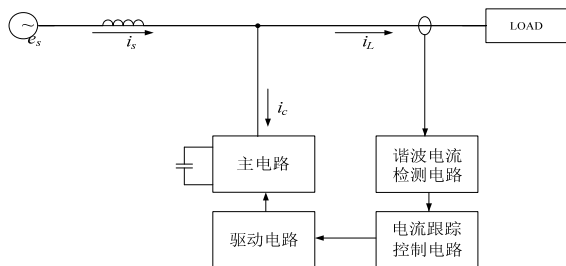 e_s
i_s
i_L
LOAD
i_c
主电路
谐波电流
检测电路
驱动电路
电流跟踪
控制电路